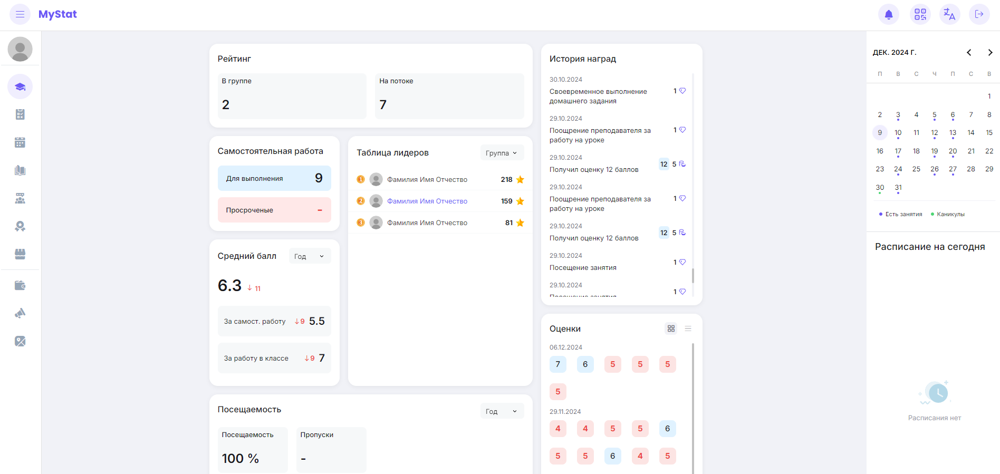 MyStat
Рейтинг
В группе
2
На потоке
7
Самостоятельная работа
Для выполнения 9
Просроченые -
Таблица лидеров Группа
1 Фамилия Имя Отчество 218
2 Фамилия Имя Отчество 159
3 Фамилия Имя Отчество 81
Средний балл Год
6.3 11
За самост. работу 9 5.5
За работу в классе 9 7
Посещаемость Год
Посещаемость
100 %
Пропуски
-
История наград
30.10.2024
Своевременное выполнение 1
домашнего задания
29.10.2024
Поощрение преподавателя за 1
работу на уроке
29.10.2024
Получил оценку 12 баллов 12 5
29.10.2024
Поощрение преподавателя за 1
работу на уроке
29.10.2024
Получил оценку 12 баллов 12 5
29.10.2024
Посещение занятия 1
29.10.2024
Посещение занятия 1
Оценки
06.12.2024
7 6 5 5 5
5
29.11.2024
4 4 5 5 6
5 5 6 4 5
ДЕК. 2024 Г.
П В С Ч П С В
1
2 3 4 5 6 7 8
9 10 11 12 13 14 15
16 17 18 19 20 21 22
23 24 25 26 27 28 29
30 31
Есть занятия Каникулы
Расписание на сегодня
Расписания нет